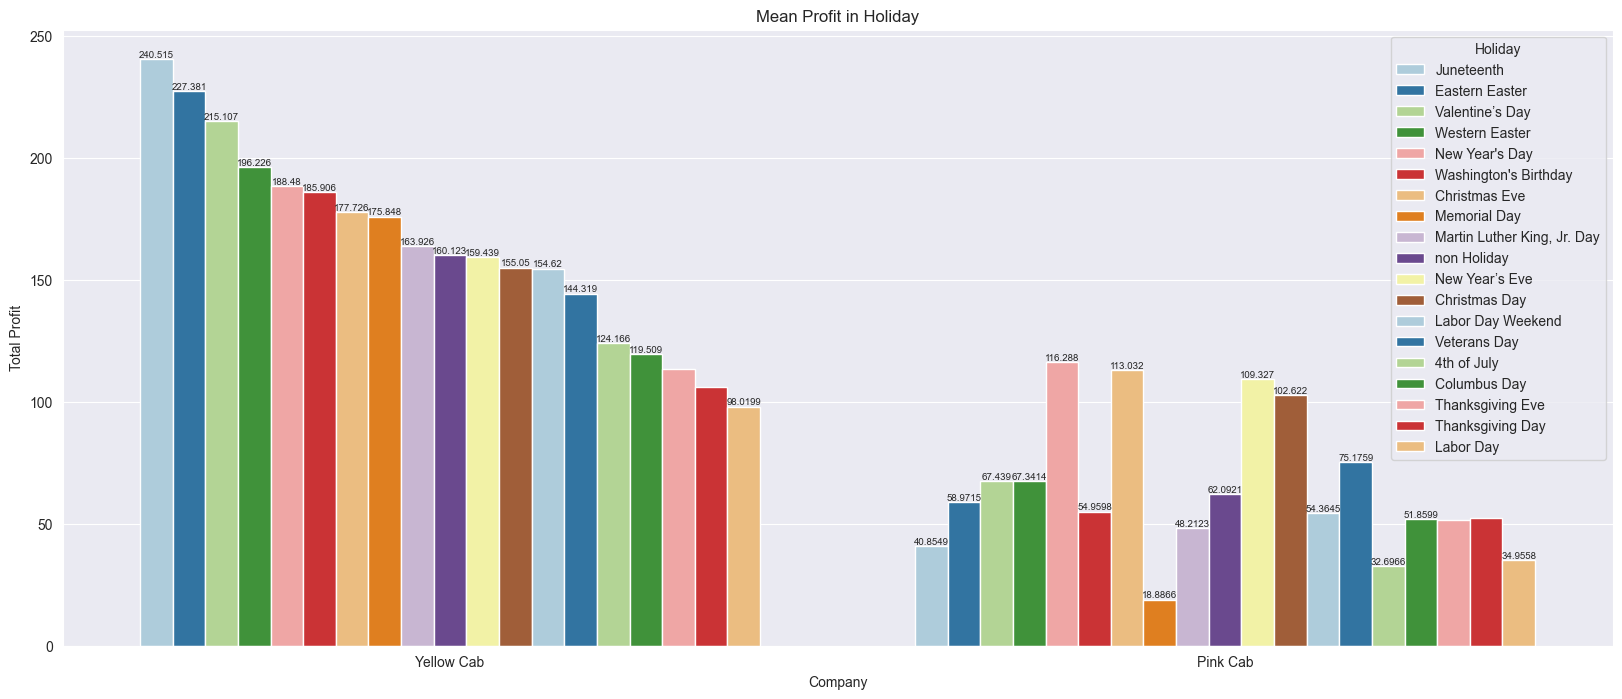 Mean Profit in Holiday
Total Profit
250
200
150
100
50
0
240.515
227.381
215.107
196.226
188.48
185.906
177.726
175.848
163.926
160.123
159.439
155.05
154.62
144.319
124.166
119.509
98.0199
40.8549
58.9715
67.439
67.3414
116.288
54.9598
113.032
18.8866
48.2123
62.0921
109.327
102.622
54.3645
75.1759
32.6966
51.8599
34.9558
Holiday
Juneteenth
Eastern Easter
Valentine’s Day
Western Easter
New Year's Day
Washington's Birthday
Christmas Eve
Memorial Day
Martin Luther King, Jr. Day
non Holiday
New Year’s Eve
Christmas Day
Labor Day Weekend
Veterans Day
4th of July
Columbus Day
Thanksgiving Eve
Thanksgiving Day
Labor Day
Yellow Cab
Pink Cab
Company